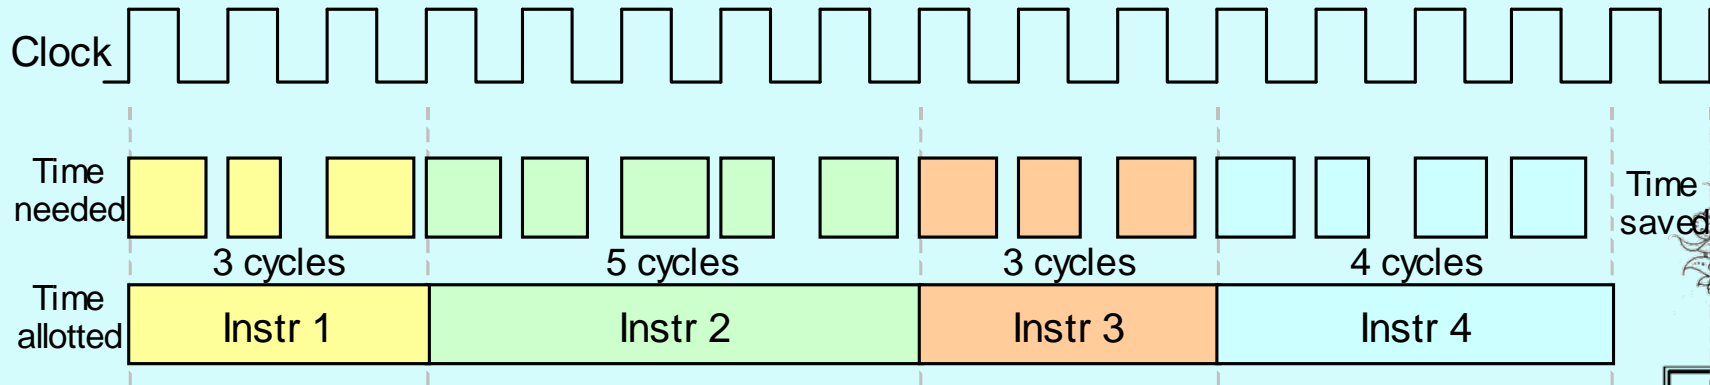 Clock
Time
needed
3 cycles
5 cycles
3 cycles
4 cycles
Time
saved
Time
allotted
Instr 1
Instr 2
Instr 3
Instr 4